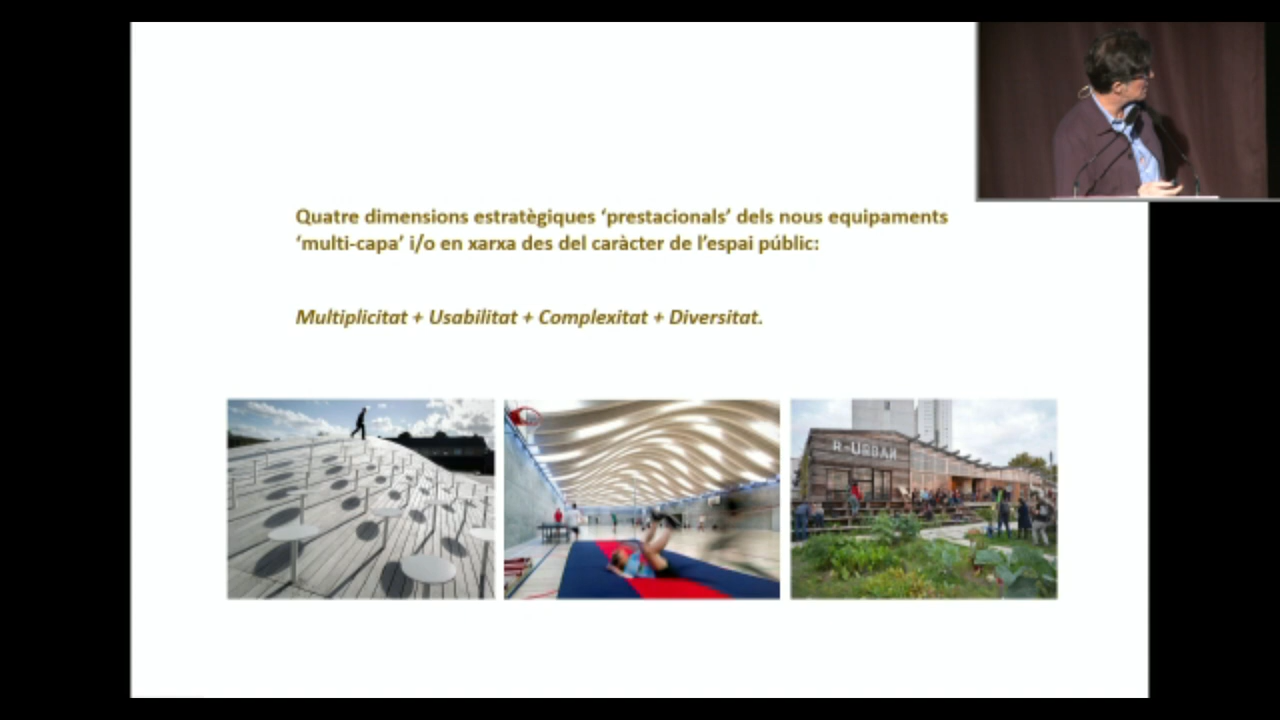 Quatre dimensions estratègiques ‘prestacionals’ dels nous equipaments
‘multi-capa’ i/o en xarxa des del caràcter de l’espai públic:
Multiplicitat + Usabilitat + Complexitat + Diversitat.
R-URBAN